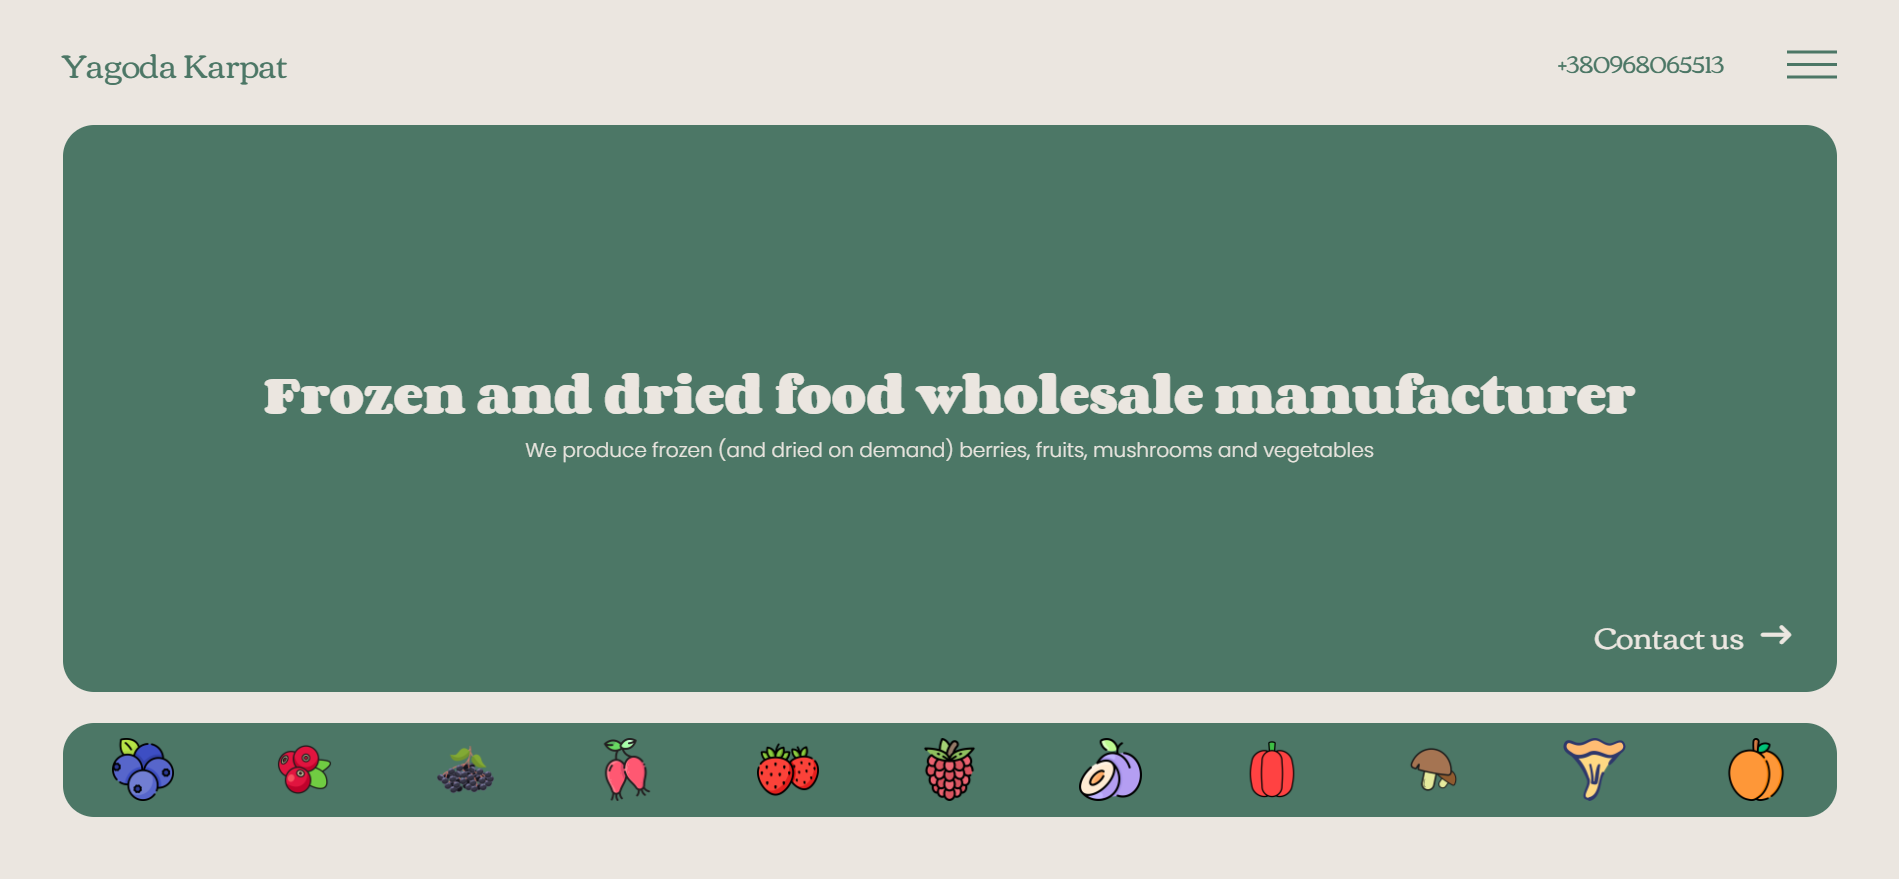 Yagoda Karpat
+380968065513
Frozen and dried food wholesale manufacturer
We produce frozen (and dried on demand) berries, fruits, mushrooms and vegetables
Contact us